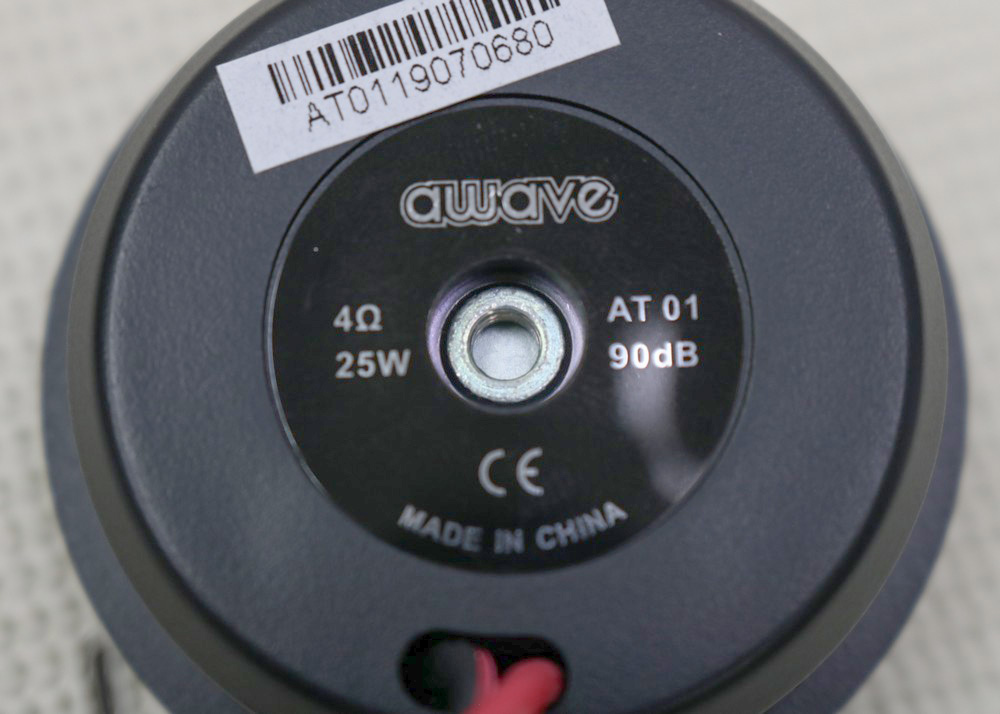 AT0119070680
awave
4Ω
25W
AT 01
90dB
CE
MADE IN CHINA